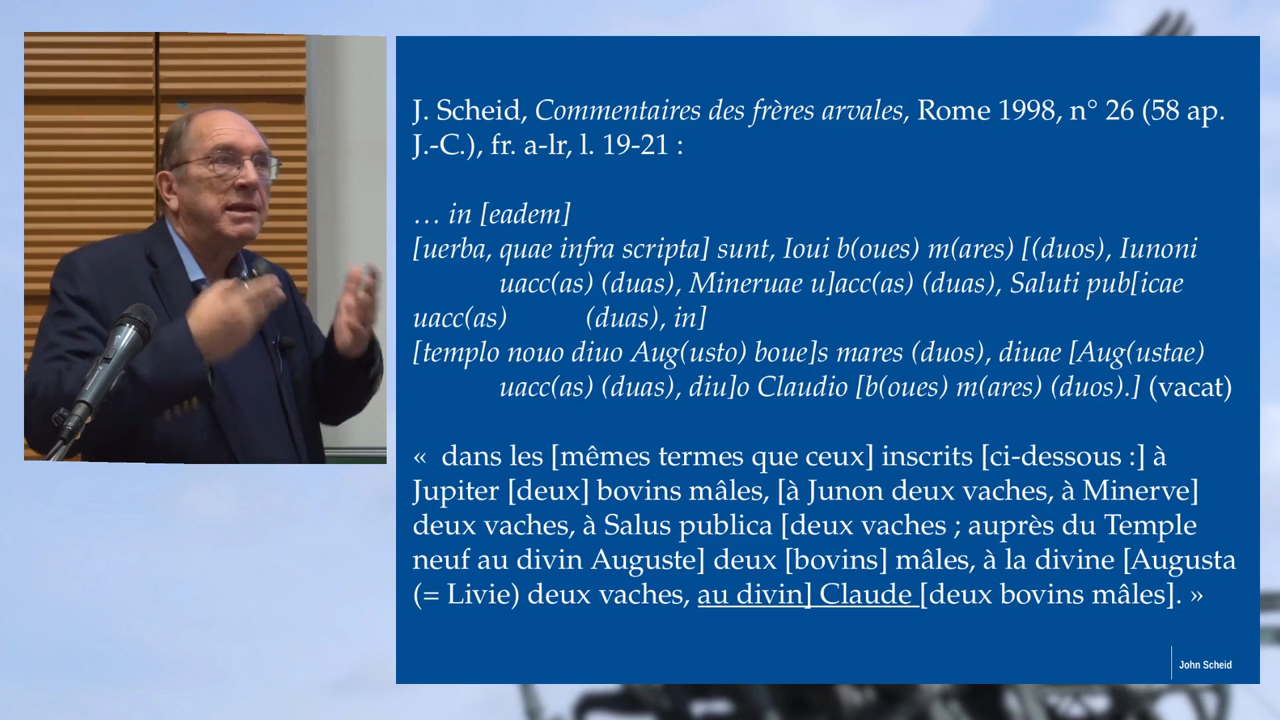 J. Scheid, Commentaires des frères arvales, Rome 1998, n° 26 (58 ap.
J.-C.), fr. a-lr, l. 19-21 :
… in [eadem]
[uerba, quae infra scripta] sunt, Ioui b(oues) m(ares) [(duos), Iunoni
uacc(as) (duas), Mineruae u]acc(as) (duas), Saluti pub[icae
uacc(as) (duas), in]
[templo nouo diuo Aug(usto) boue]s mares (duos), diuae [Aug(ustae)
uacc(as) (duas), diu]o Claudio [b(oues) m(ares) (duos).] (vacat)
« dans les [mêmes termes que ceux] inscrits [ci-dessous :] à
Jupiter [deux] bovins mâles, [à Junon deux vaches, à Minerve]
deux vaches, à Salus publica [deux vaches ; auprès du Temple
neuf au divin Auguste] deux [bovins] mâles, à la divine [Augusta
(= Livie) deux vaches, au divin] Claude [deux bovins mâles]. »
John Scheid